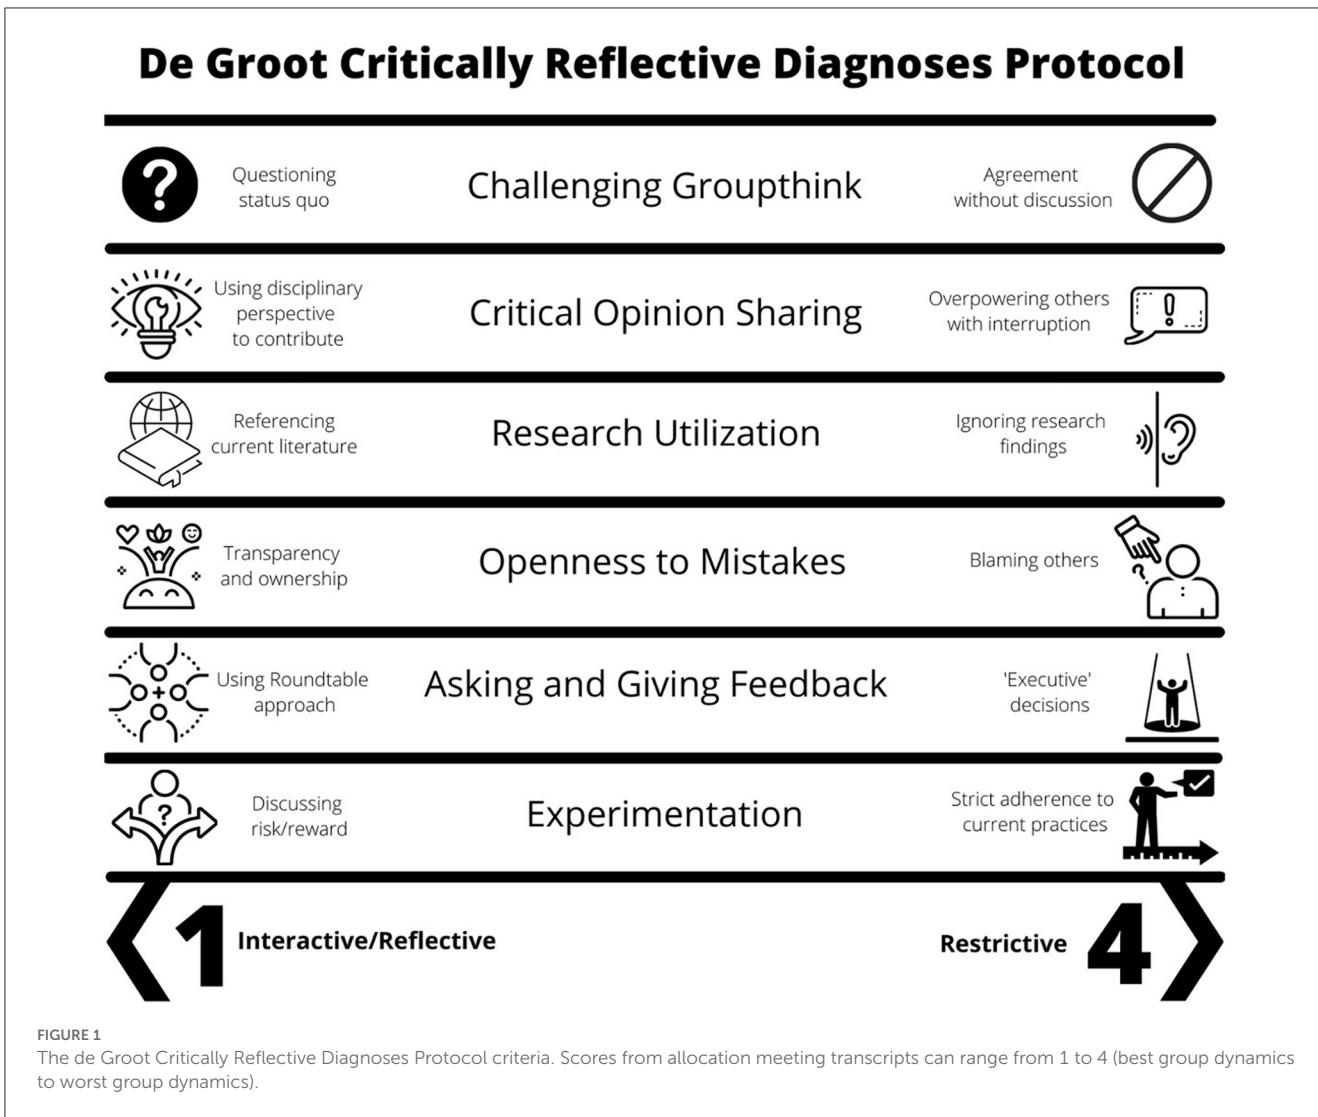 De Groot Critically Reflective Diagnoses Protocol
?
Questioning
status quo
Challenging Groupthink
Agreement
without discussion
Using disciplinary
perspective
to contribute
Critical Opinion Sharing
Overpowering others
with interruption
!
Referencing
current literature
Research Utilization
Ignoring research
findings
Transparency
and ownership
Openness to Mistakes
Blaming others
?
Using Roundtable
approach
Asking and Giving Feedback
'Executive'
decisions
?
Discussing
risk/reward
Experimentation
Strict adherence to
current practices
1 Interactive/Reflective
Restrictive 4
FIGURE 1
The de Groot Critically Reflective Diagnoses Protocol criteria. Scores from allocation meeting transcripts can range from 1 to 4 (best group dynamics
to worst group dynamics).